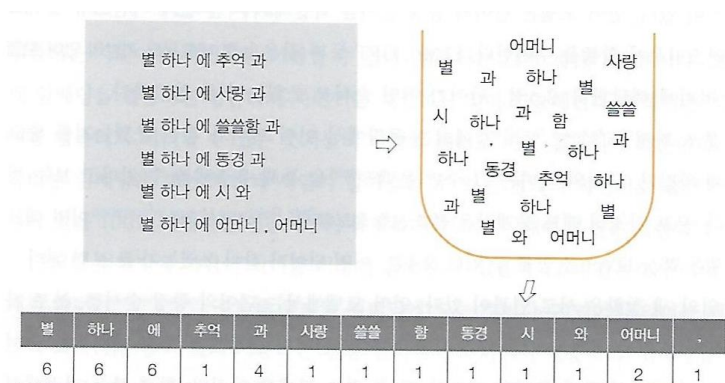 별 하나 에 추억 과
별 하나 에 사랑 과
별 하나 에 쓸쓸 함 과
별 하나 에 동경 과
별 하나 에 시 와
별 하나 에 어머니 . 어머니
어머니
별 과 하나 사랑
별
시 하나 과 함 쓸쓸
하나 별 . 하나 과
동경 추억 하나
과 별 하나 별
별 와 어머니
별 하나 에 추억 과 사랑 쓸쓸 함 동경 시 와 어머니 .
6 6 6 1 4 1 1 1 1 1 1 2 1